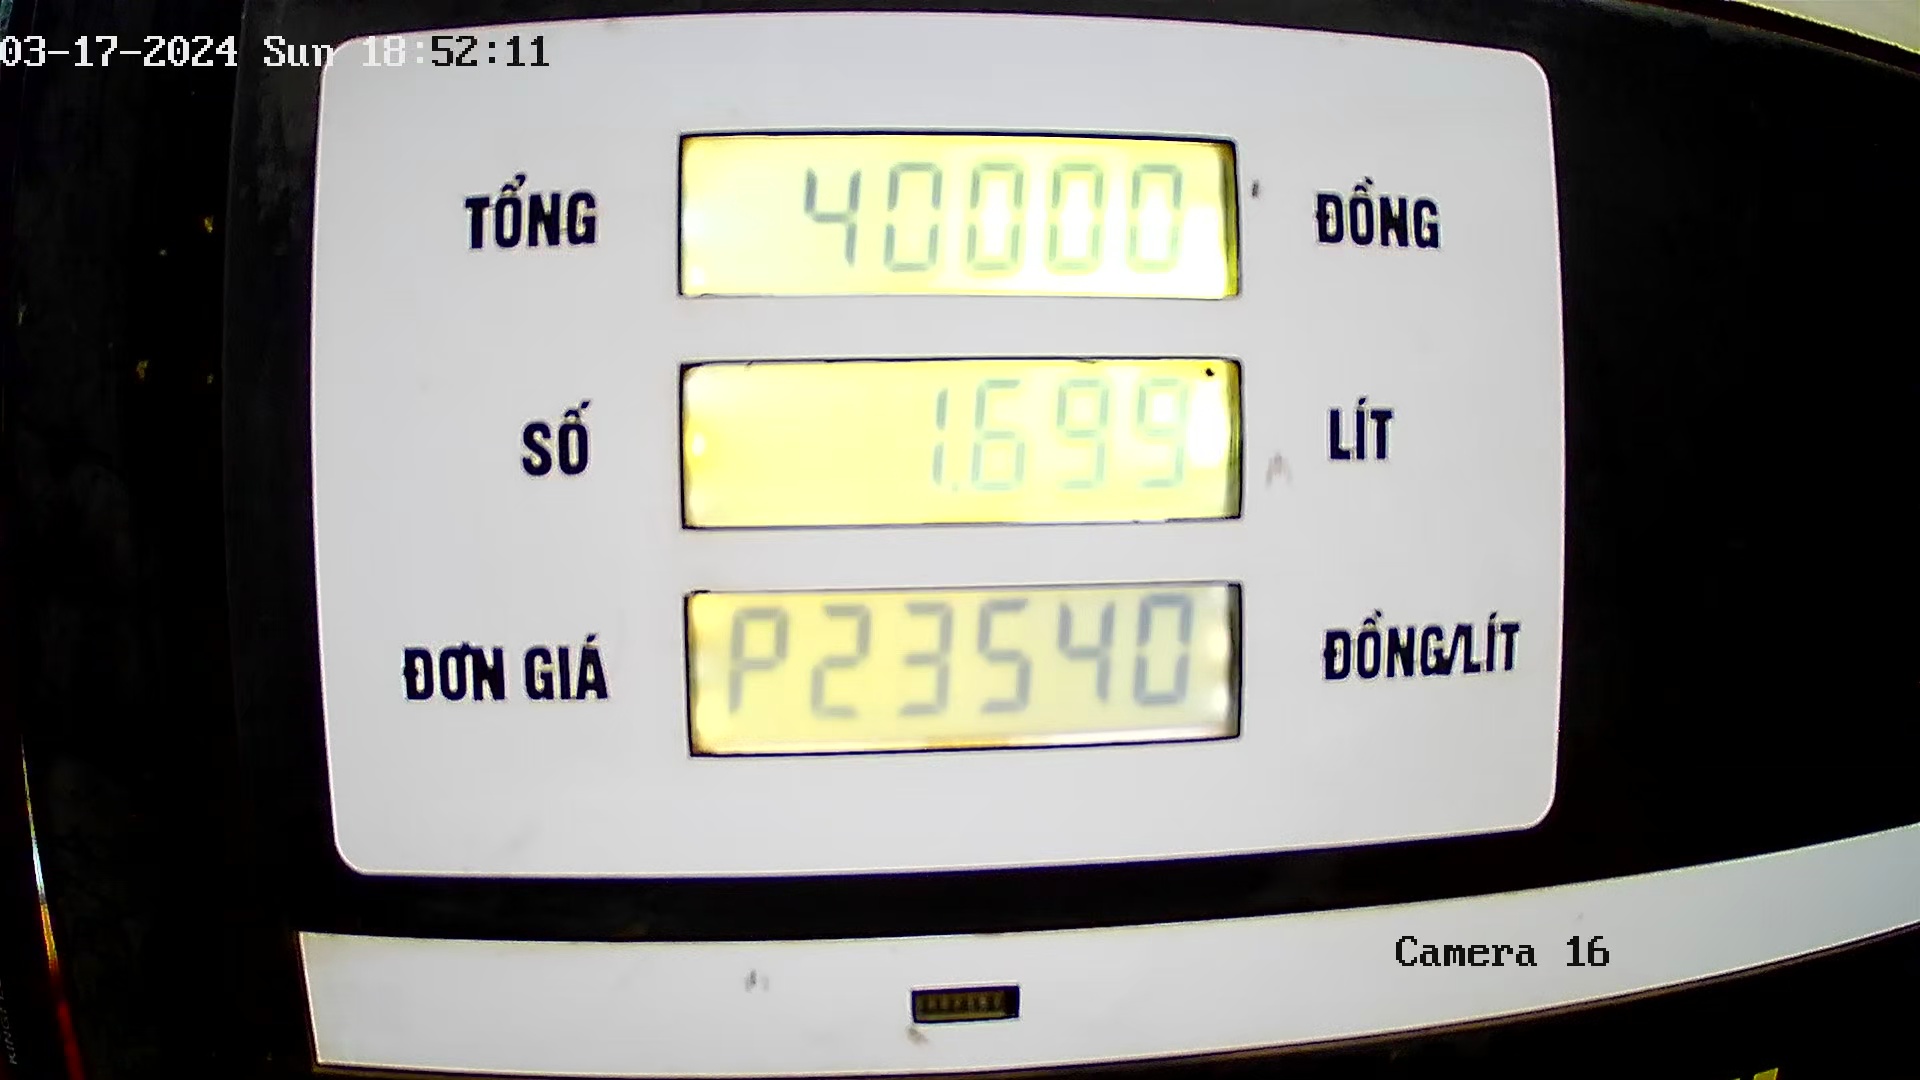 03-17-2024 Sun 18:52:11
TỔNG 40000 ĐỒNG
SỐ 1.699 LÍT
ĐƠN GIÁ P23540 ĐỒNG/LÍT
Camera 16